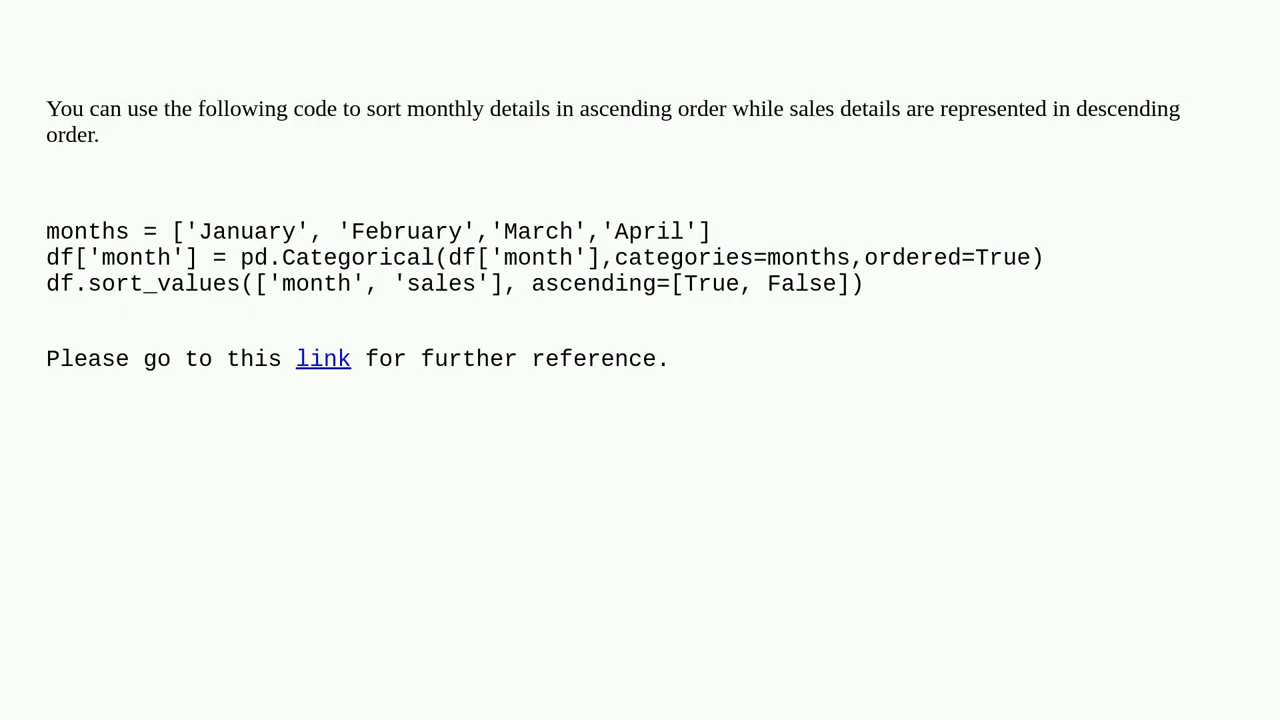 You can use the following code to sort monthly details in ascending order while sales details are represented in descending
order.
months = ['January', 'February','March','April']
df['month'] = pd.Categorical(df['month'],categories=months,ordered=True)
df.sort_values(['month', 'sales'], ascending=[True, False])
Please go to this link for further reference.